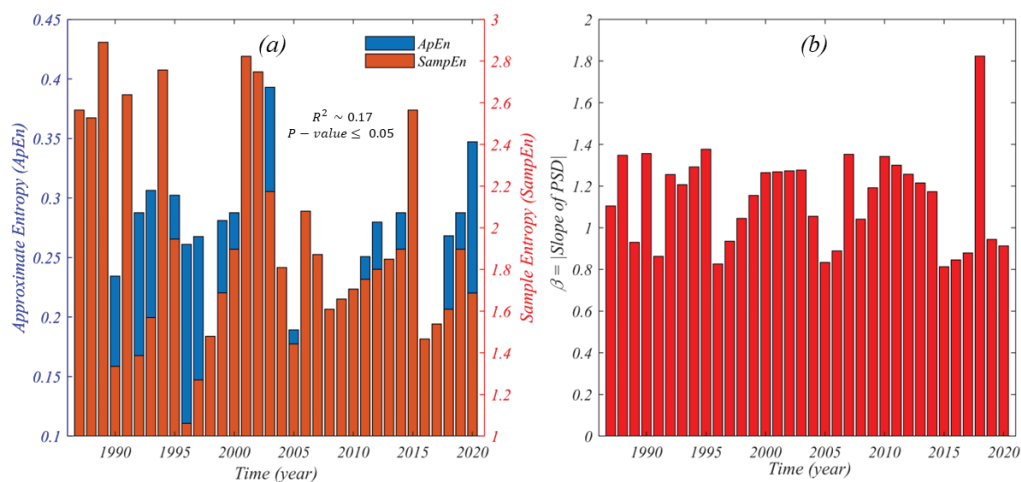 (a)
ApEn
SampEn
R² ~ 0.17
P − value ≤ 0.05
Approximate Entropy (ApEn)
0.45
0.4
0.35
0.3
0.25
0.2
0.15
0.1
Sample Entropy (SampEn)
3
2.8
2.6
2.4
2.2
2
1.8
1.6
1.4
1.2
1
1990 1995 2000 2005 2010 2015 2020
Time (year)
(b)
β = |Slope of PSD|
2
1.8
1.6
1.4
1.2
1
0.8
0.6
0.4
0.2
0
1990 1995 2000 2005 2010 2015 2020
Time (year)